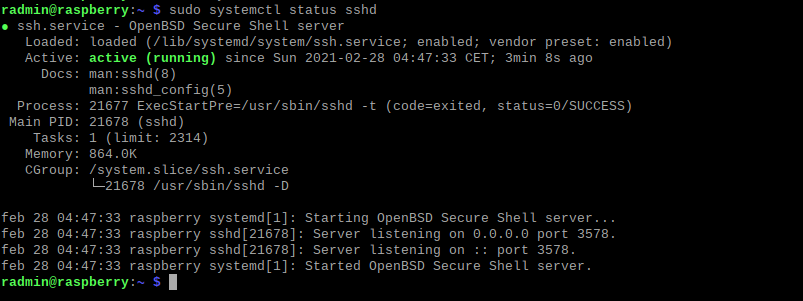 radmin@raspberry:~ $ sudo systemctl status sshd
● ssh.service - OpenBSD Secure Shell server
   Loaded: loaded (/lib/systemd/system/ssh.service; enabled; vendor preset: enabled)
   Active: active (running) since Sun 2021-02-28 04:47:33 CET; 3min 8s ago
     Docs: man:sshd(8)
           man:sshd_config(5)
  Process: 21677 ExecStartPre=/usr/sbin/sshd -t (code=exited, status=0/SUCCESS)
 Main PID: 21678 (sshd)
    Tasks: 1 (limit: 2314)
   Memory: 864.0K
   CGroup: /system.slice/ssh.service
           └─21678 /usr/sbin/sshd -D
feb 28 04:47:33 raspberry systemd[1]: Starting OpenBSD Secure Shell server...
feb 28 04:47:33 raspberry sshd[21678]: Server listening on 0.0.0.0 port 3578.
feb 28 04:47:33 raspberry sshd[21678]: Server listening on :: port 3578.
feb 28 04:47:33 raspberry systemd[1]: Started OpenBSD Secure Shell server.
radmin@raspberry:~ $